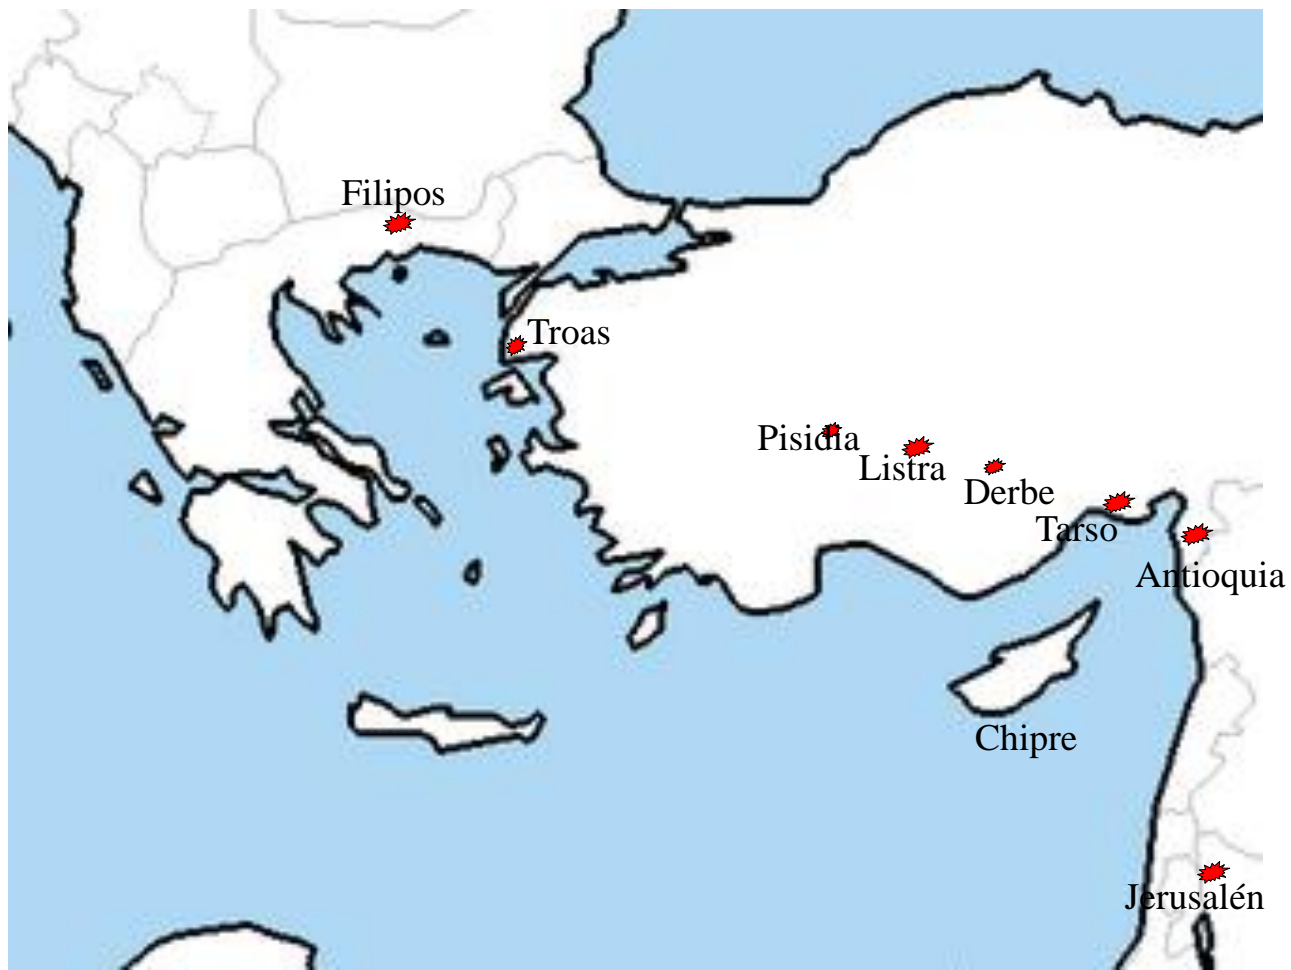 Filipos
Troas
Pisidia
Listra
Derbe
Tarso
Antioquia
Chipre
Jerusalén